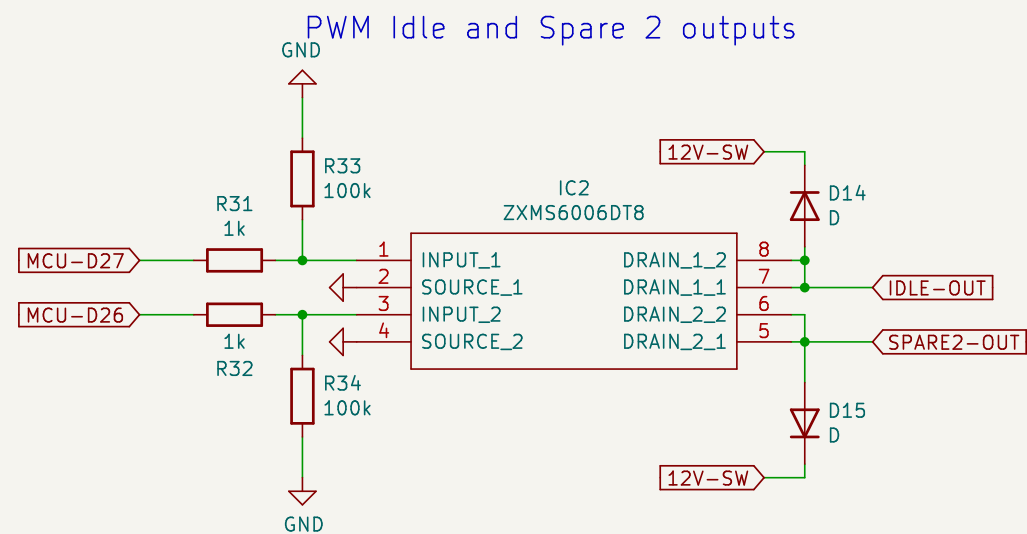 PWM Idle and Spare 2 outputs
GND
R33
100k
12V-SW
D14
D
IC2
ZXMS6006DT8
R31
1k
MCU-D27
1
INPUT_1
DRAIN_1_2
8
2
SOURCE_1
DRAIN_1_1
7
IDLE-OUT
MCU-D26
3
INPUT_2
DRAIN_2_2
6
4
SOURCE_2
DRAIN_2_1
5
SPARE2-OUT
1k
R32
R34
100k
D15
D
12V-SW
GND